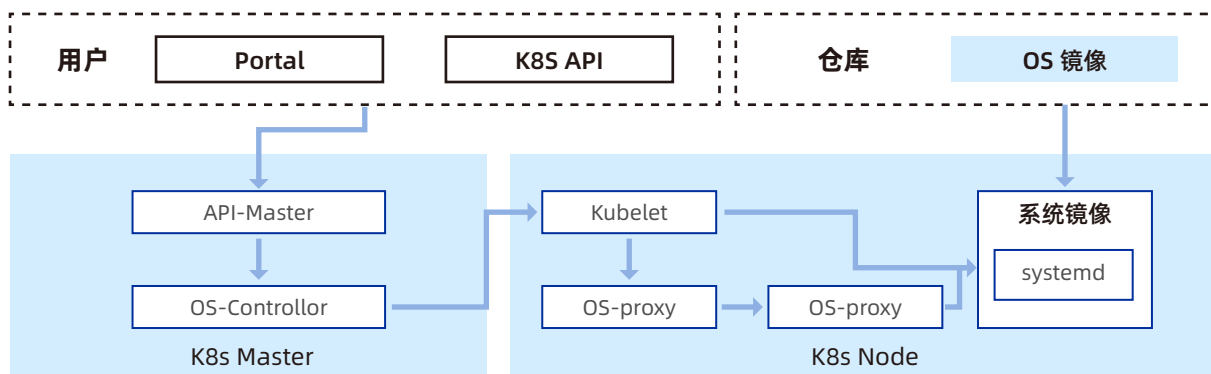 用户
Portal
K8S API
仓库
OS 镜像
API-Master
OS-Controllor
K8s Master
Kubelet
OS-proxy
OS-proxy
系统镜像
systemd
K8s Node